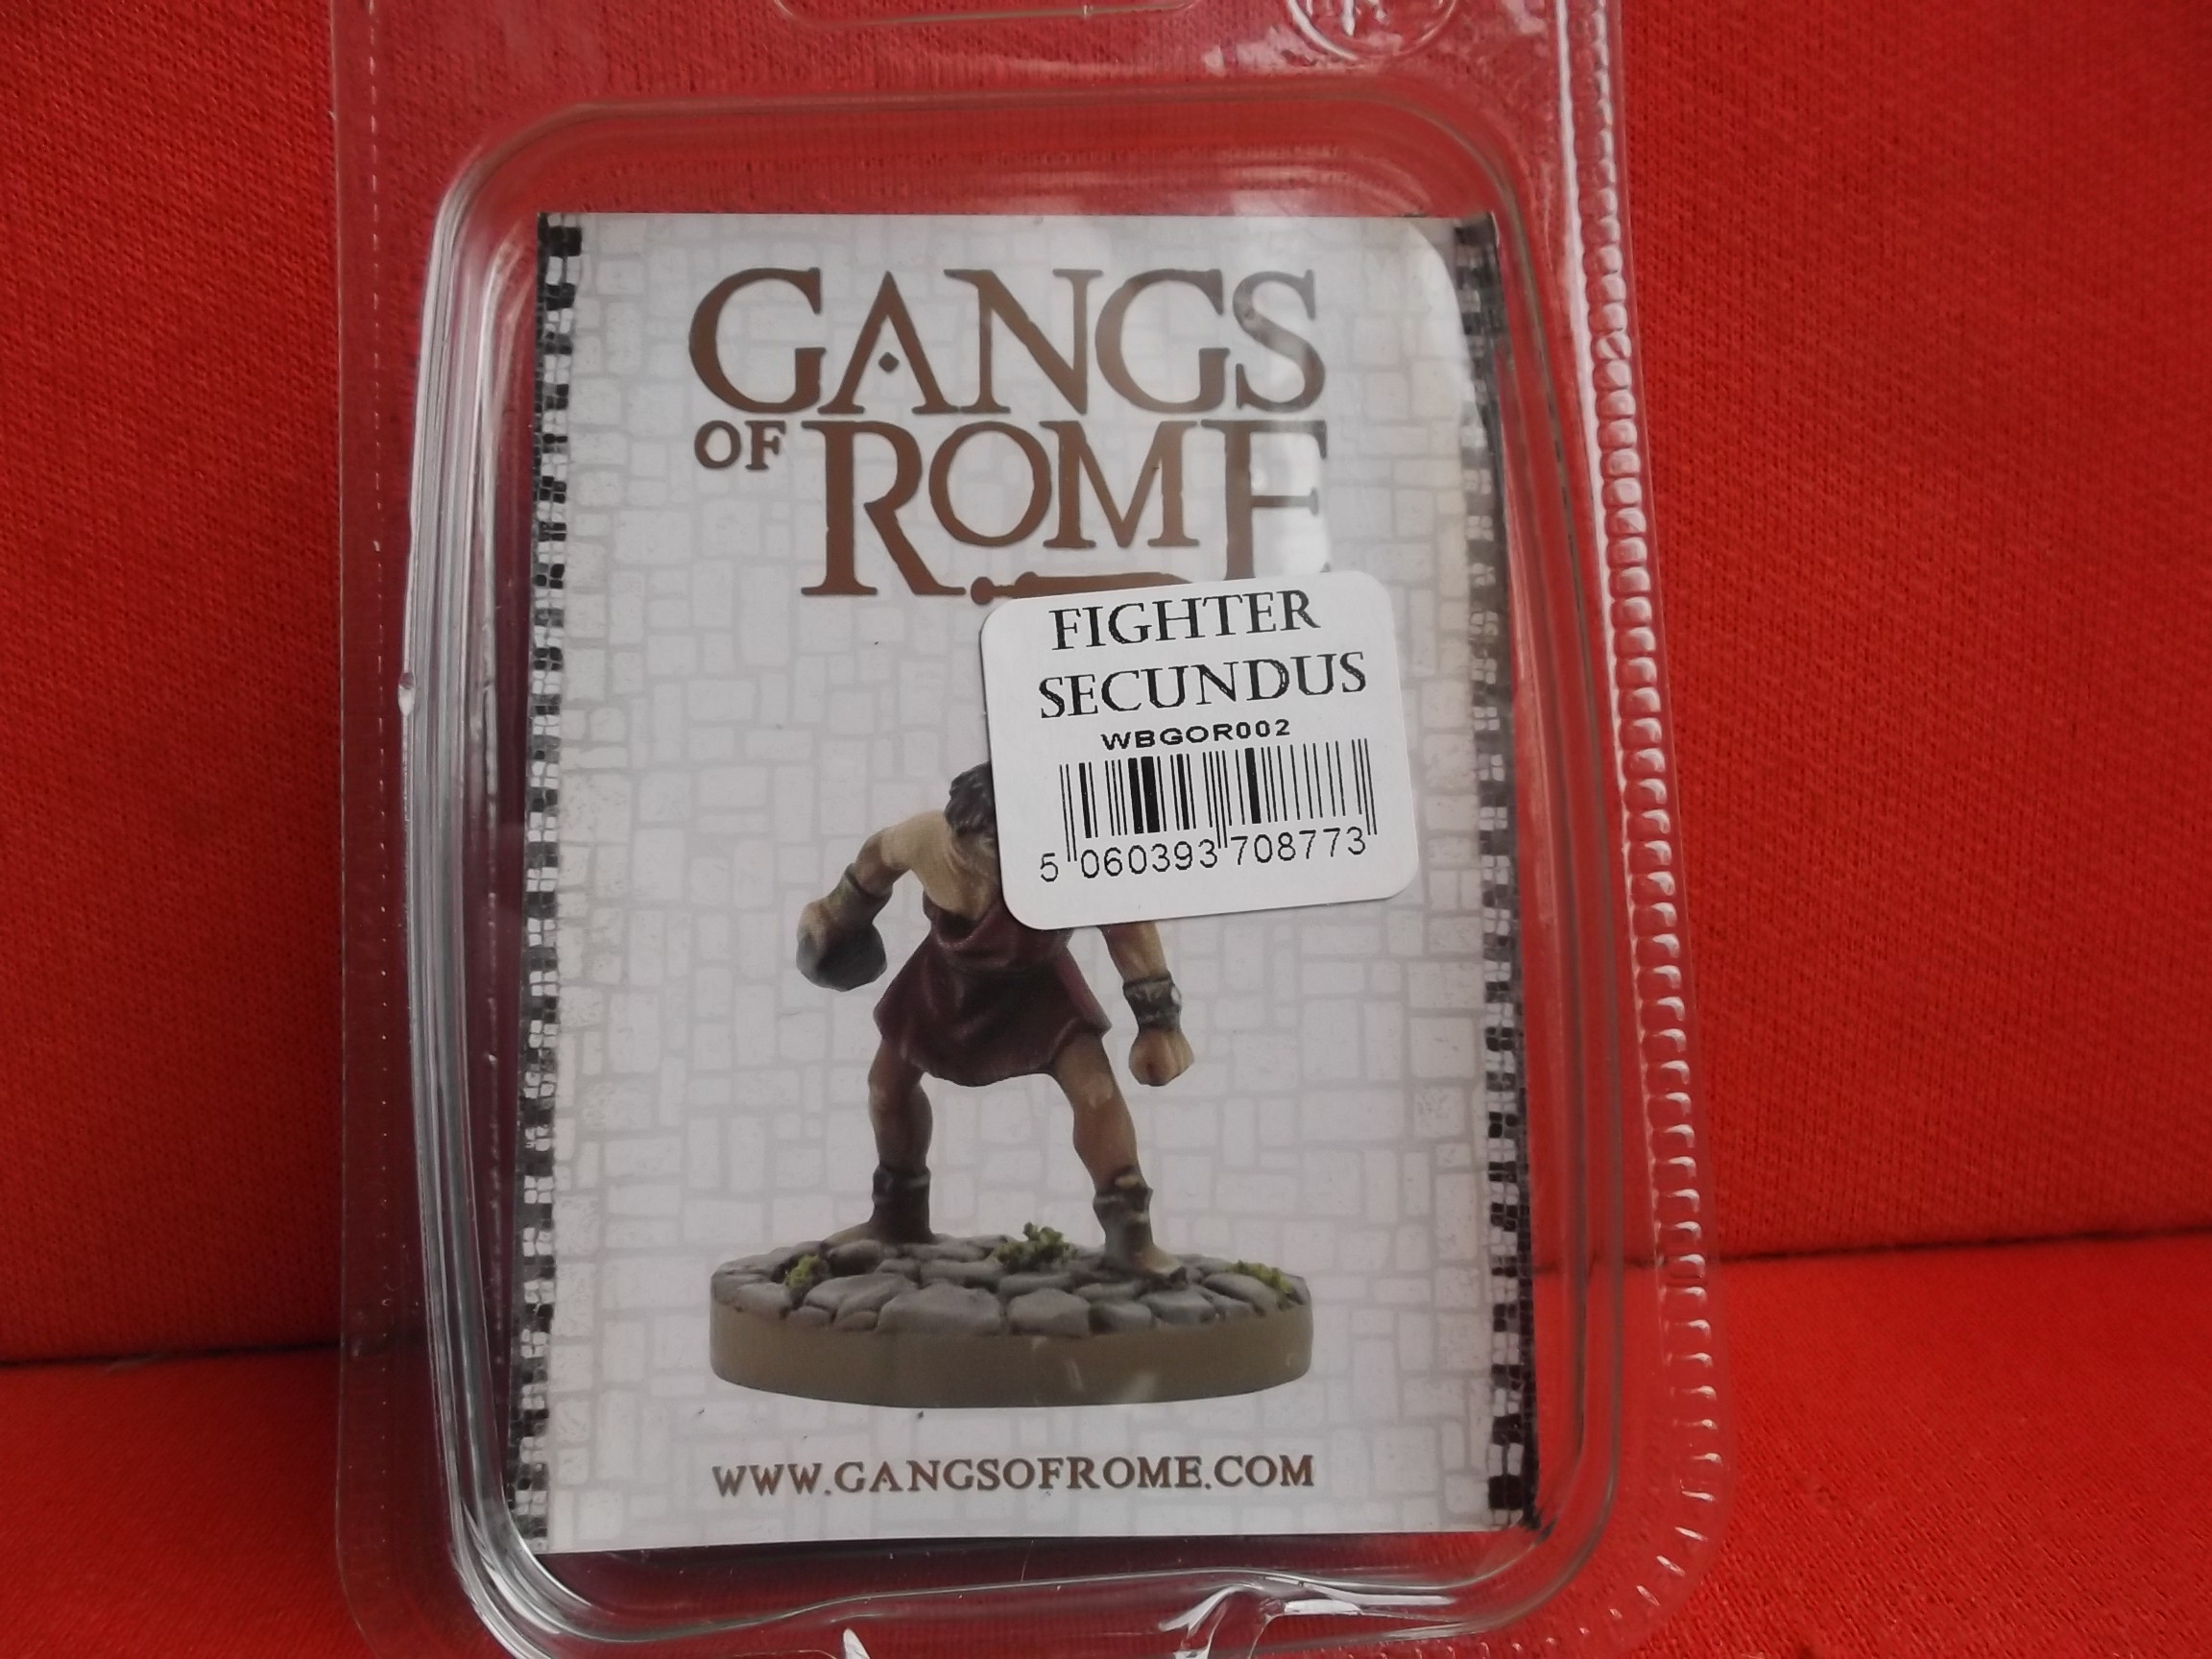 GANGS
OF ROME
FIGHTER
SECUNDUS
WBGOR002
5 060393 708773
WWW.GANGSOFROME.COM